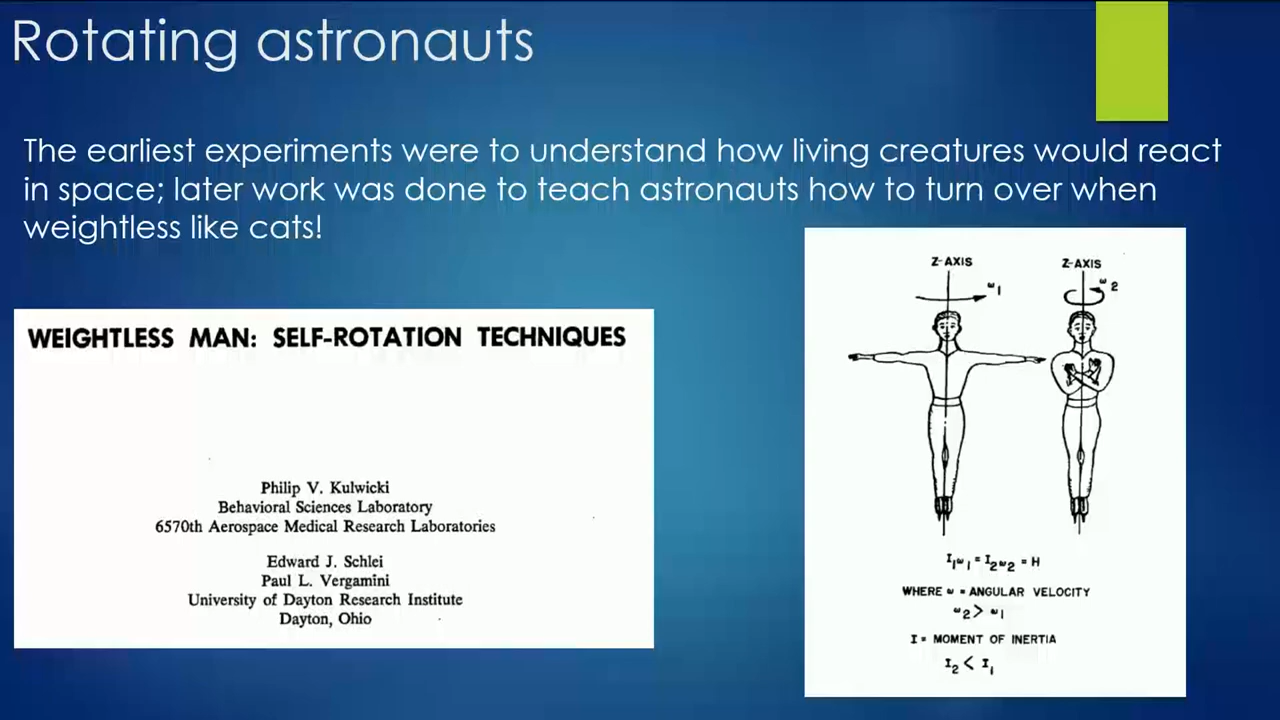 Rotating astronauts
The earliest experiments were to understand how living creatures would react
in space; later work was done to teach astronauts how to turn over when
weightless like cats!
WEIGHTLESS MAN: SELF-ROTATION TECHNIQUES
Philip V. Kulwicki
Behavioral Sciences Laboratory
6570th Aerospace Medical Research Laboratories
Edward J. Schlei
Paul L. Vergamini
University of Dayton Research Institute
Dayton, Ohio
Z-AXIS
ω1
Z-AXIS
ω2
I1ω1 = I2ω2 = H
WHERE ω = ANGULAR VELOCITY
ω2 > ω1
I = MOMENT OF INERTIA
I2 < I1